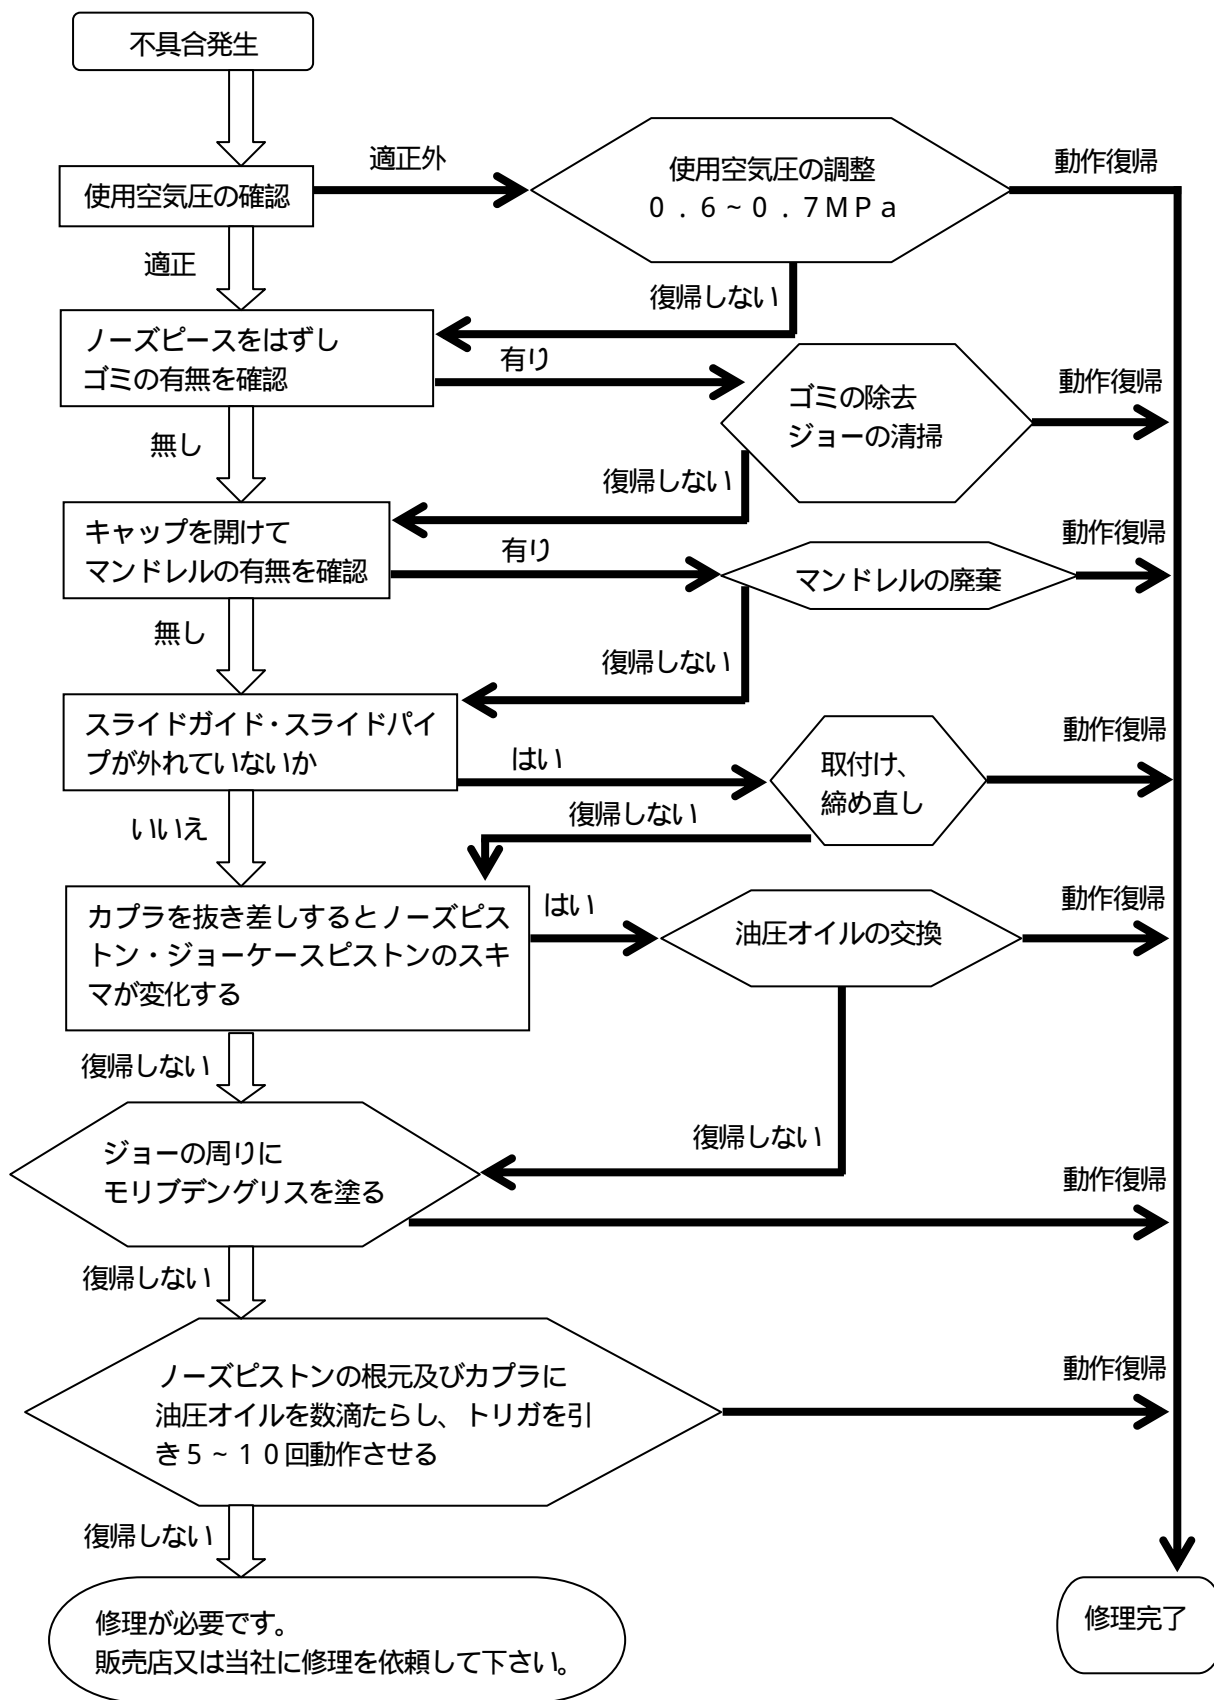 不具合発生
使用空気圧の確認
適正外
使用空気圧の調整
０．６～０．７ＭＰａ
動作復帰
適正
復帰しない
ノーズピースをはずし
ゴミの有無を確認
有り
ゴミの除去
ジョーの清掃
動作復帰
無し
復帰しない
キャップを開けて
マンドレルの有無を確認
有り
マンドレルの廃棄
動作復帰
無し
復帰しない
スライドガイド・スライドパイ
プが外れていないか
はい
取付け、
締め直し
動作復帰
いいえ
復帰しない
カプラを抜き差しするとノーズピス
トン・ジョーケースピストンのスキ
マが変化する
はい
油圧オイルの交換
動作復帰
復帰しない
復帰しない
ジョーの周りに
モリブデングリスを塗る
動作復帰
復帰しない
ノーズピストンの根元及びカプラに
油圧オイルを数滴たらし、トリガを引
き５～１０回動作させる
動作復帰
復帰しない
修理が必要です。
販売店又は当社に修理を依頼して下さい。
修理完了